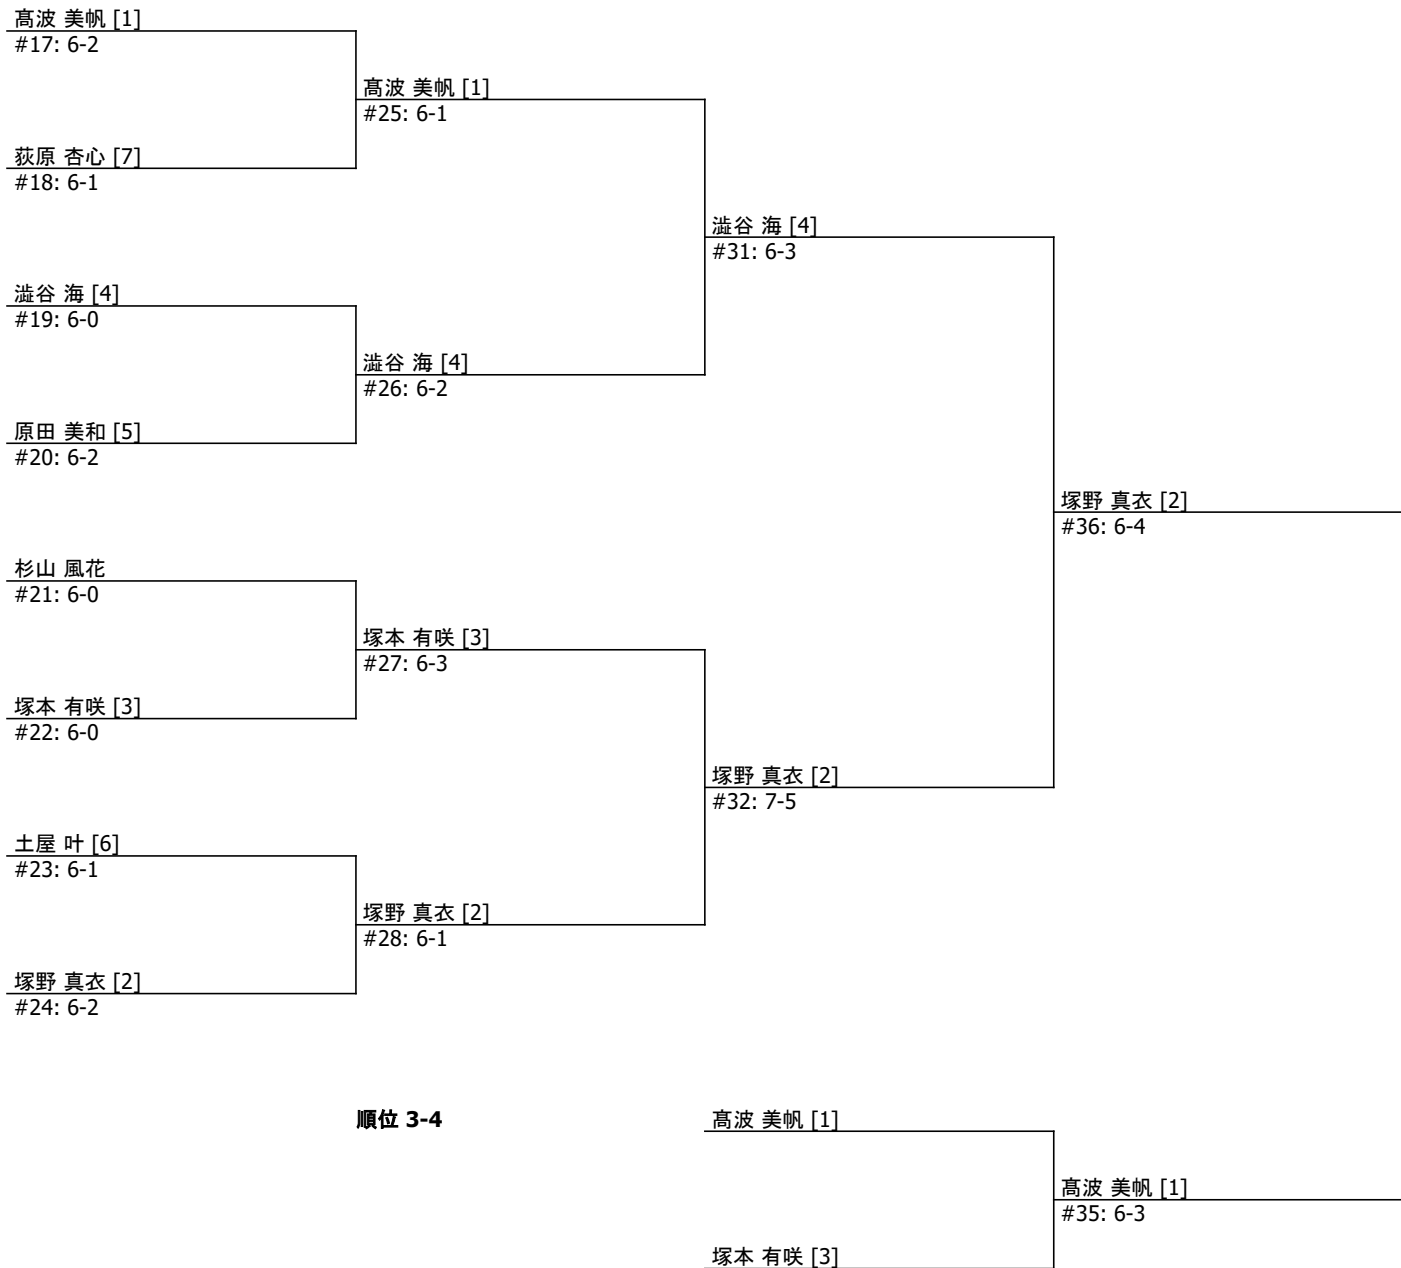 髙波 美帆 [1]
#17: 6-2
髙波 美帆 [1]
#25: 6-1
荻原 杏心 [7]
#18: 6-1
澁谷 海 [4]
#31: 6-3
澁谷 海 [4]
#19: 6-0
澁谷 海 [4]
#26: 6-2
原田 美和 [5]
#20: 6-2
塚野 真衣 [2]
#36: 6-4
杉山 風花
#21: 6-0
塚本 有咲 [3]
#27: 6-3
塚本 有咲 [3]
#22: 6-0
塚野 真衣 [2]
#32: 7-5
土屋 叶 [6]
#23: 6-1
塚野 真衣 [2]
#28: 6-1
塚野 真衣 [2]
#24: 6-2
順位 3-4
髙波 美帆 [1]
髙波 美帆 [1]
#35: 6-3
塚本 有咲 [3]